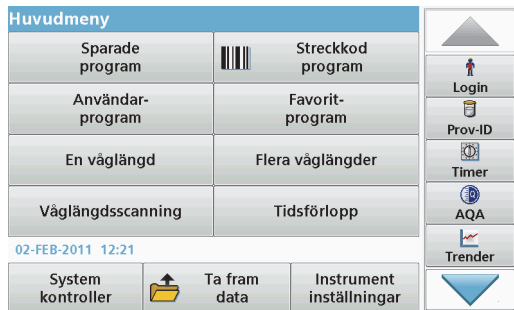 Huvudmeny
Sparade
program
Streckkod
program
Användar-
program
Favorit-
program
En våglängd
Flera våglängder
Våglängdsscanning
Tidsförlopp
02-FEB-2011 12:21
System
kontroller
Ta fram
data
Instrument
inställningar
Login
Prov-ID
Timer
AQA
Trender